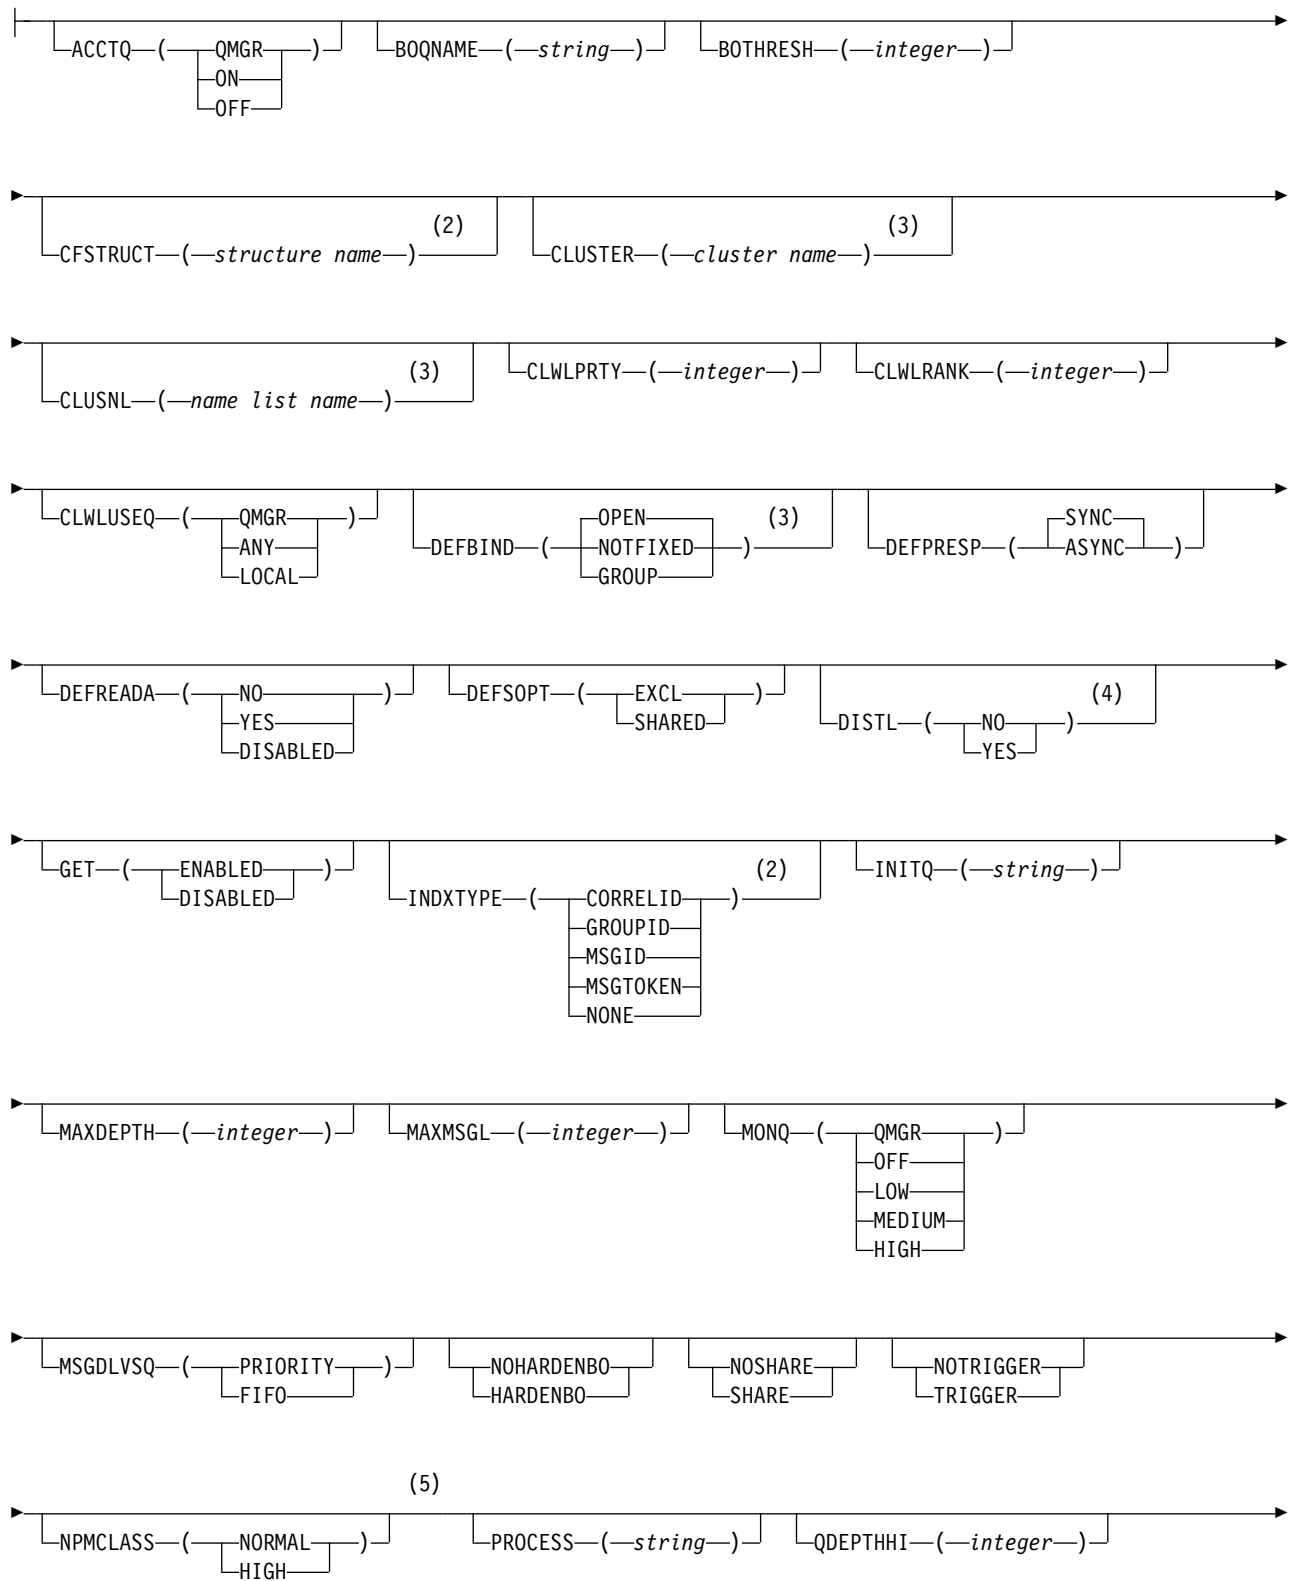 ACCTQ ( QMGR ) BOQNAME ( string ) BOTHRESH ( integer )
ON
OFF
(2) (3)
CFSTRUCT ( structure name ) CLUSTER ( cluster name )
(3) CLWLPRTY ( integer ) CLWLRANK ( integer )
CLUSNL ( name list name )
CLWLUSEQ ( QMGR ) OPEN (3) SYNC
ANY DEFBIND ( NOTFIXED ) DEFPRESP ( ASYNC )
LOCAL GROUP
DEFREADA ( NO ) DEFSOPT ( EXCL ) (4)
YES SHARED DISTL ( NO )
DISABLED YES
GET ( ENABLED ) (2) INITQ ( string )
DISABLED INDXTYPE ( CORRELID )
GROUPID
MSGID
MSGTOKEN
NONE
MAXDEPTH ( integer ) MAXMSGL ( integer ) MONQ ( QMGR )
OFF
LOW
MEDIUM
HIGH
MSGDLVSQ ( PRIORITY ) NOHARDENBO NOSHARE NOTRIGGER
FIFO HARDENBO SHARE TRIGGER
(5)
NPMCLASS ( NORMAL ) PROCESS ( string ) QDEPTHHI ( integer )
HIGH